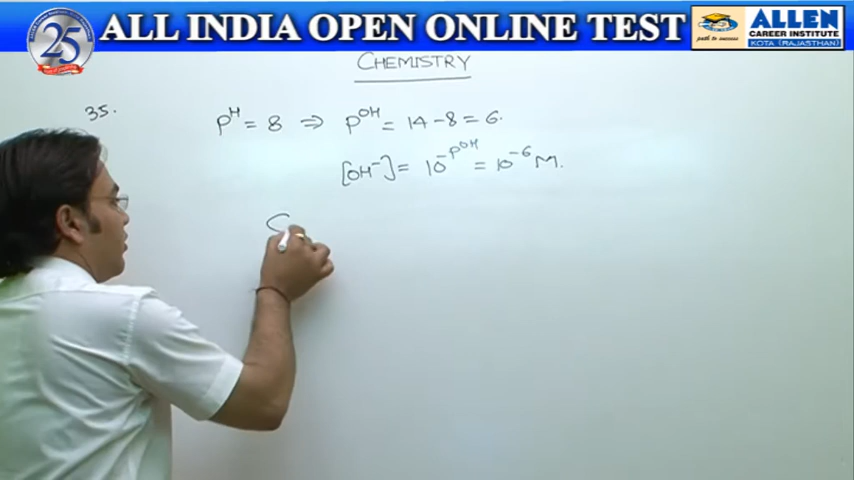 ALL INDIA OPEN ONLINE TEST
25
path to success
ALLEN
CAREER INSTITUTE
KOTA (RAJASTHAN)
CHEMISTRY
35.
pH = 8 ⇒ pOH = 14 - 8 = 6.
[OH⁻] = 10^-pOH = 10⁻⁶ M.
C